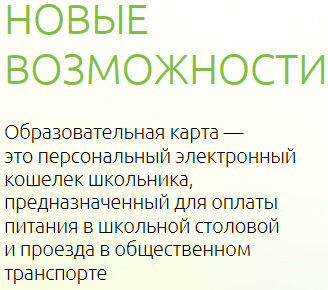 НОВЫЕ
ВОЗМОЖНОСТИ
Образовательная карта —
это персональный электронный
кошелек школьника,
предназначенный для оплаты
питания в школьной столовой
и проезда в общественном
транспорте